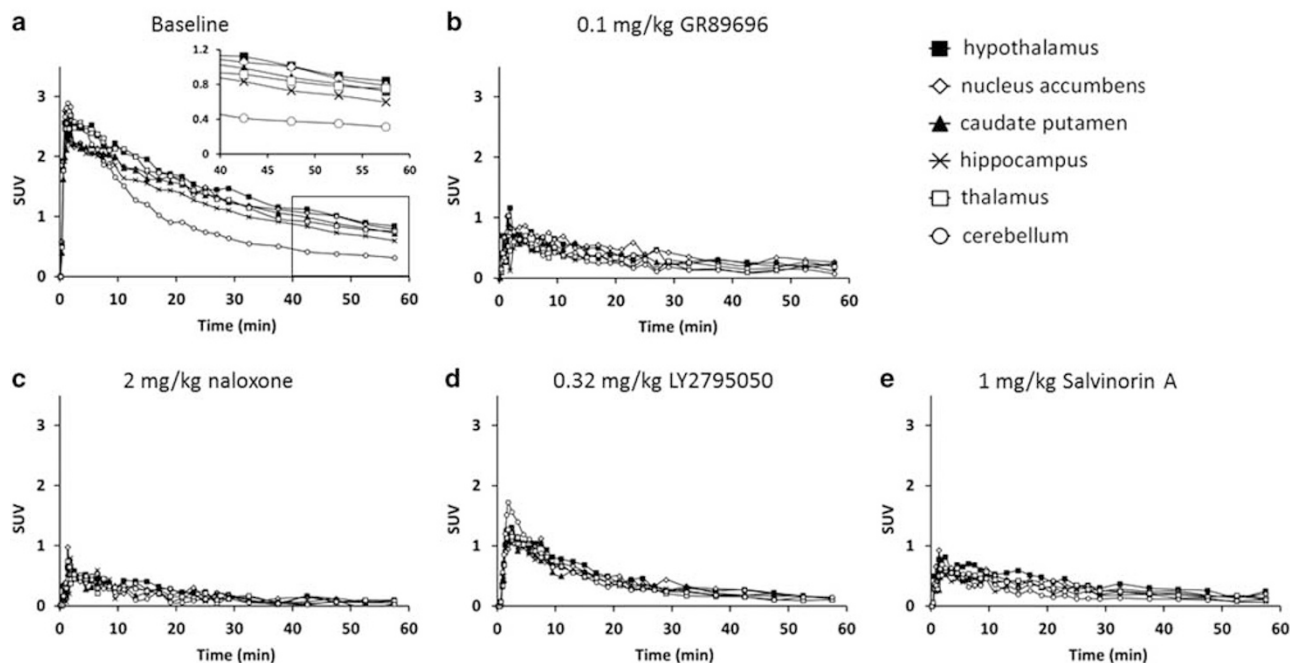 a
Baseline
b
0.1 mg/kg GR89696
hypothalamus
nucleus accumbens
caudate putamen
hippocampus
thalamus
cerebellum
SUV
3
2
1
0
0 10 20 30 40 50 60
Time (min)
1.2
0.8
0.4
0
40 45 50 55 60
SUV
3
2
1
0
0 10 20 30 40 50 60
Time (min)
c
2 mg/kg naloxone
SUV
3
2
1
0
0 10 20 30 40 50 60
Time (min)
d
0.32 mg/kg LY2795050
SUV
3
2
1
0
0 10 20 30 40 50 60
Time (min)
e
1 mg/kg Salvinorin A
SUV
3
2
1
0
0 10 20 30 40 50 60
Time (min)